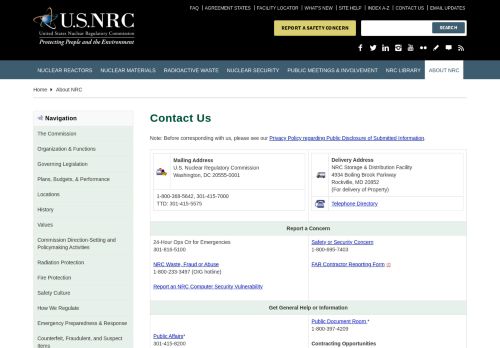 FAQ | AGREEMENT STATES | FACILITY LOCATOR | WHAT'S NEW | SITE HELP | INDEX A-Z | CONTACT US | EMAIL UPDATES
U.S.NRC
United States Nuclear Regulatory Commission
Protecting People and the Environment
REPORT A SAFETY CONCERN
SEARCH
NUCLEAR REACTORS NUCLEAR MATERIALS RADIOACTIVE WASTE NUCLEAR SECURITY PUBLIC MEETINGS & INVOLVEMENT NRC LIBRARY ABOUT NRC
Home About NRC
Navigation
The Commission
Organization & Functions
Governing Legislation
Plans, Budgets, & Performance
Locations
History
Values
Commission Direction-Setting and
Policymaking Activities
Radiation Protection
Fire Protection
Safety Culture
How We Regulate
Emergency Preparedness & Response
Counterfeit, Fraudulent, and Suspect
Items
Contact Us
Note: Before corresponding with us, please see our Privacy Policy regarding Public Disclosure of Submitted Information.
Mailing Address
U.S. Nuclear Regulatory Commission
Washington, DC 20555-0001
1-800-368-5642, 301-415-7000
TTD: 301-415-5575
Delivery Address
NRC Storage & Distribution Facility
4934 Boiling Brook Parkway
Rockville, MD 20852
(For delivery of Property)
Telephone Directory
Report a Concern
24-Hour Ops Ctr for Emergencies
301-816-5100
NRC Waste, Fraud or Abuse
1-800-233-3497 (OIG hotline)
Report an NRC Computer Security Vulnerability
Safety or Security Concern
1-800-695-7403
FAR Contractor Reporting Form
Get General Help or Information
Public Affairs*
301-415-8200
Public Document Room *
1-800-397-4209
Contracting Opportunities